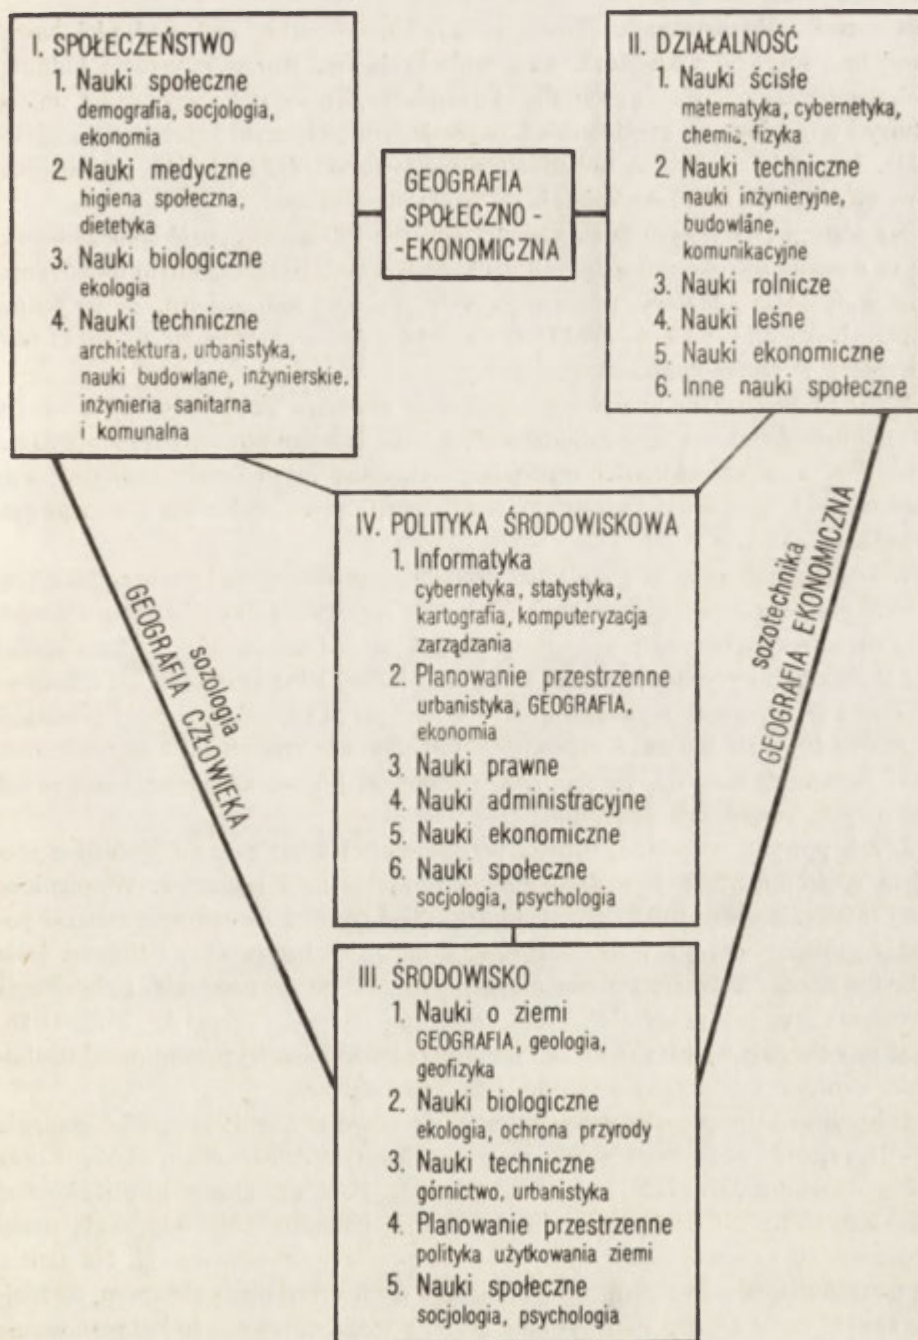 I. SPOŁECZEŃSTWO
1. Nauki społeczne
demografia, socjologia,
ekonomia
2. Nauki medyczne
higiena społeczna,
dietetyka
3. Nauki biologiczne
ekologia
4. Nauki techniczne
architektura, urbanistyka,
nauki budowlane, inżynierskie,
inżynieria sanitarna
i komunalna
GEOGRAFIA
SPOŁECZNO -
-EKONOMICZNA
II. DZIAŁALNOŚĆ
1. Nauki ścisłe
matematyka, cybernetyka,
chemia, fizyka
2. Nauki techniczne
nauki inżynieryjne,
budowlane,
komunikacyjne
3. Nauki rolnicze
4. Nauki leśne
5. Nauki ekonomiczne
6. Inne nauki społeczne
sozologia
GEOGRAFIA CZŁOWIEKA
IV. POLITYKA ŚRODOWISKOWA
1. Informatyka
cybernetyka, statystyka,
kartografia, komputeryzacja
zarządzania
2. Planowanie przestrzenne
urbanistyka, GEOGRAFIA,
ekonomia
3. Nauki prawne
4. Nauki administracyjne
5. Nauki ekonomiczne
6. Nauki społeczne
socjologia, psychologia
sozotechnika
GEOGRAFIA EKONOMICZNA
III. ŚRODOWISKO
1. Nauki o ziemi
GEOGRAFIA, geologia,
geofizyka
2. Nauki biologiczne
ekologia, ochrona przyrody
3. Nauki techniczne
górnictwo, urbanistyka
4. Planowanie przestrzenne
polityka użytkowania ziemi
5. Nauki społeczne
socjologia, psychologia